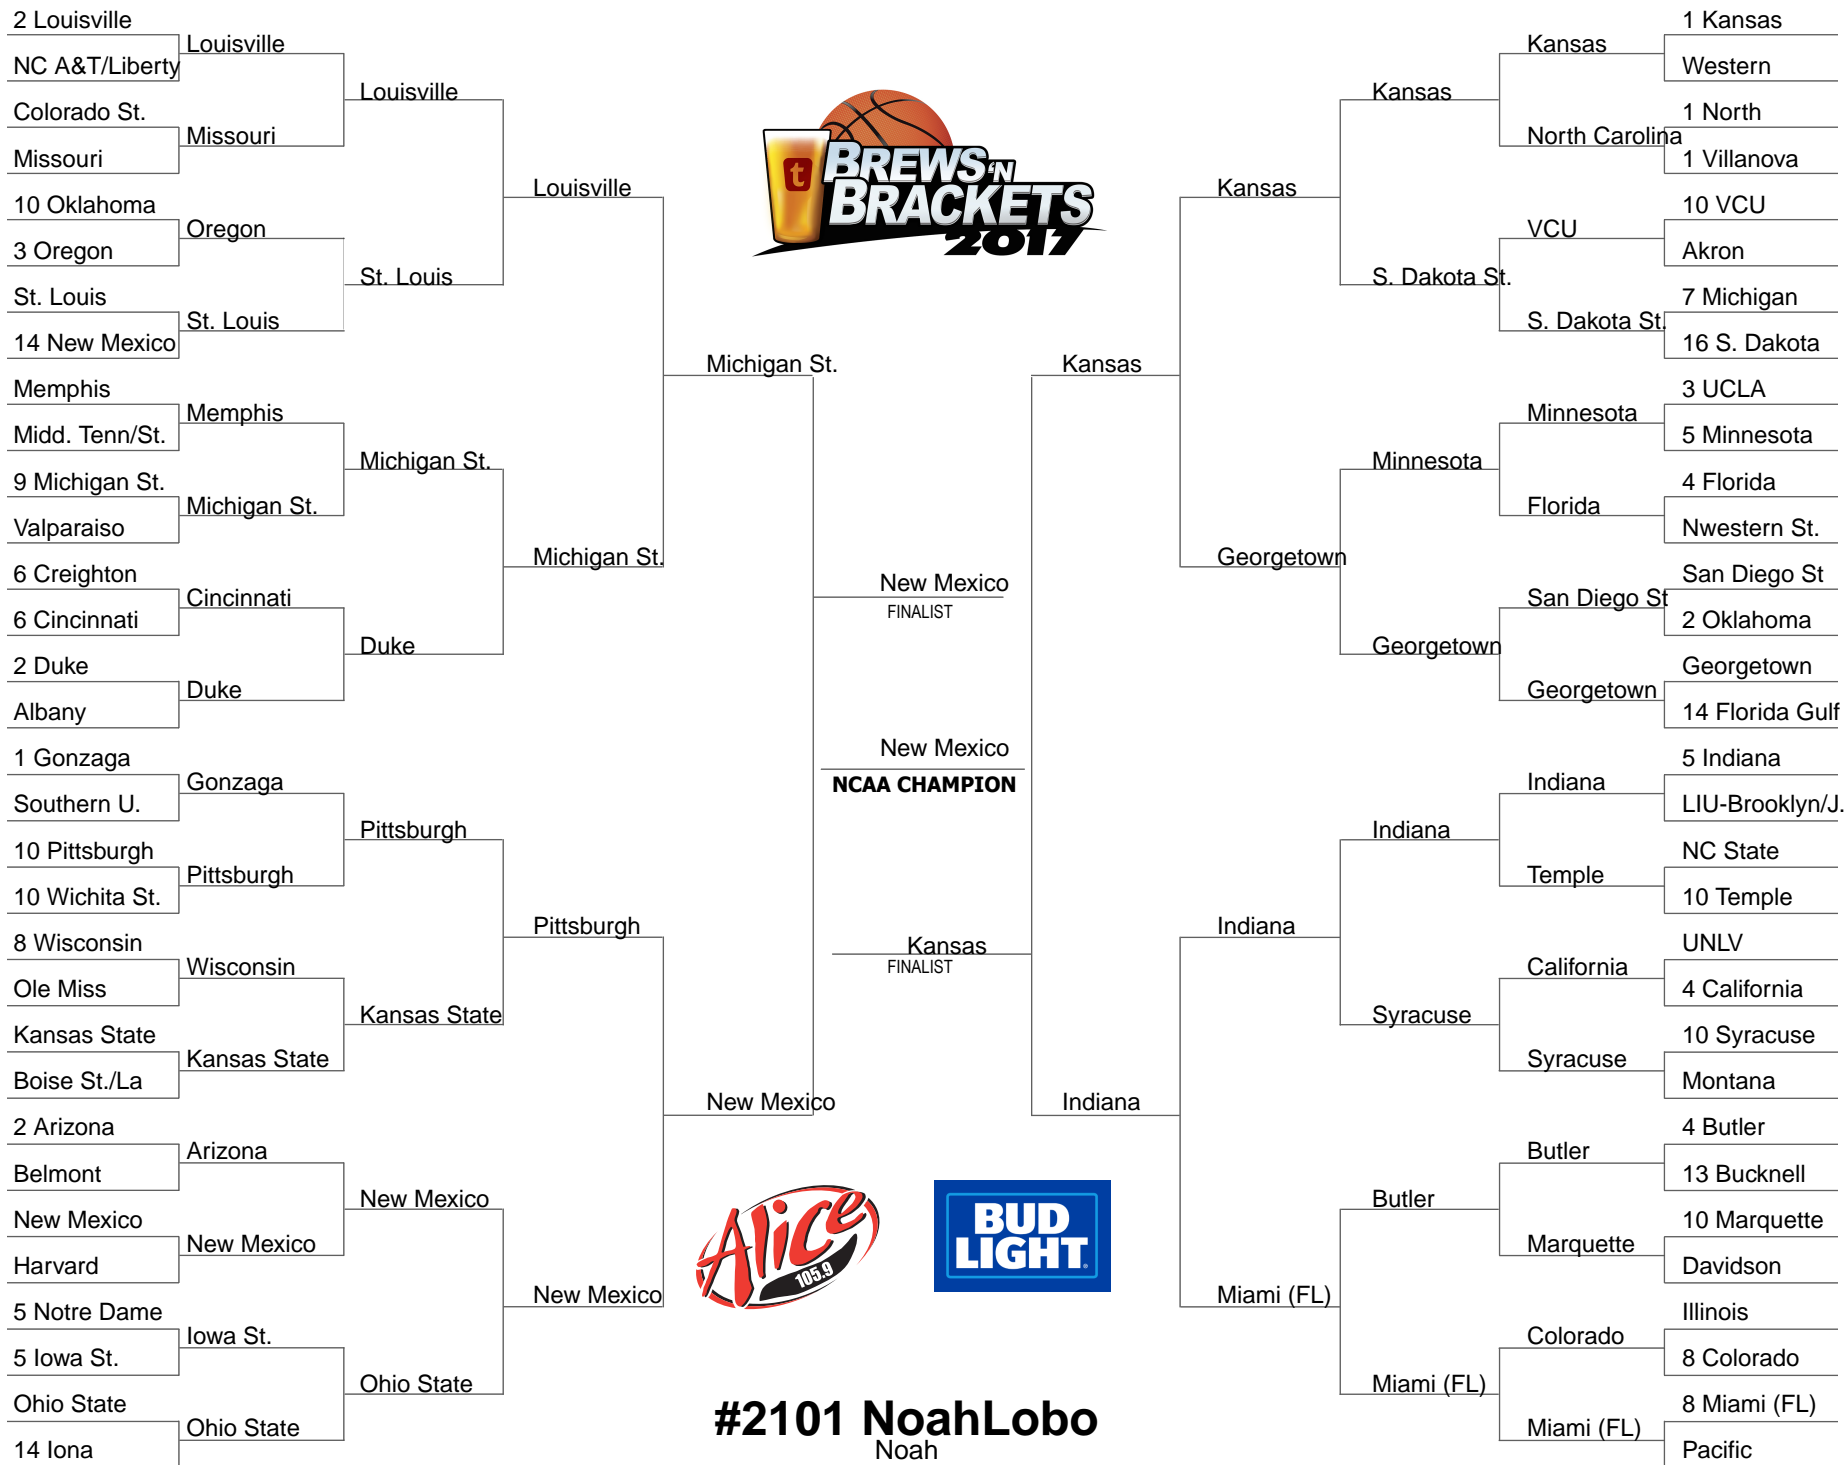 2 Louisville
NC A&T/Liberty
Colorado St.
Missouri
10 Oklahoma
3 Oregon
St. Louis
14 New Mexico
Memphis
Midd. Tenn/St.
9 Michigan St.
Valparaiso
6 Creighton
6 Cincinnati
2 Duke
Albany
1 Gonzaga
Southern U.
10 Pittsburgh
10 Wichita St.
8 Wisconsin
Ole Miss
Kansas State
Boise St./La
2 Arizona
Belmont
New Mexico
Harvard
5 Notre Dame
5 Iowa St.
Ohio State
14 Iona
Louisville
Missouri
Oregon
St. Louis
Memphis
Michigan St.
Cincinnati
Duke
Gonzaga
Pittsburgh
Wisconsin
Kansas State
Arizona
New Mexico
Iowa St.
Ohio State
Louisville
St. Louis
Michigan St.
Duke
Pittsburgh
Kansas State
New Mexico
Ohio State
Louisville
Michigan St.
Pittsburgh
New Mexico
Michigan St.
New Mexico
t
BREWS 'N
BRACKETS
2017
New Mexico
FINALIST
New Mexico
NCAA CHAMPION
Kansas
FINALIST
Alice
105.9
BUD
LIGHT
#2101 NoahLobo
Noah
Kansas
Indiana
Kansas
Georgetown
Indiana
Miami (FL)
Kansas
S. Dakota St.
Minnesota
Georgetown
Indiana
Syracuse
Butler
Miami (FL)
Kansas
North Carolina
VCU
S. Dakota St.
Minnesota
Florida
San Diego St
Georgetown
Indiana
Temple
California
Syracuse
Butler
Marquette
Colorado
Miami (FL)
1 Kansas
Western
1 North
1 Villanova
10 VCU
Akron
7 Michigan
16 S. Dakota
3 UCLA
5 Minnesota
4 Florida
Nwestern St.
San Diego St
2 Oklahoma
Georgetown
14 Florida Gulf
5 Indiana
LIU-Brooklyn/J.
NC State
10 Temple
UNLV
4 California
10 Syracuse
Montana
4 Butler
13 Bucknell
10 Marquette
Davidson
Illinois
8 Colorado
8 Miami (FL)
Pacific